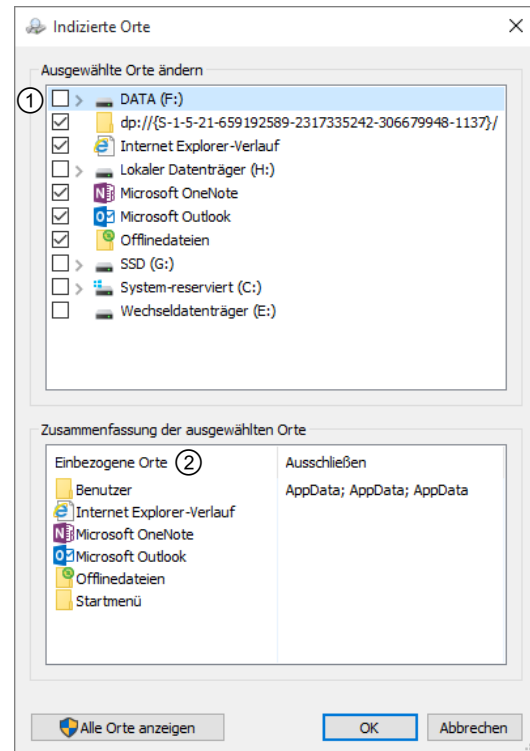 Indizierte Orte
Ausgewählte Orte ändern
1 DATA (F:)
dp://{S-1-5-21-659192589-2317335242-306679948-1137}/
Internet Explorer-Verlauf
Lokaler Datenträger (H:)
Microsoft OneNote
Microsoft Outlook
Offlinedateien
SSD (G:)
System-reserviert (C:)
Wechseldatenträger (E:)
Zusammenfassung der ausgewählten Orte
Einbezogene Orte 2 Ausschließen
Benutzer AppData; AppData; AppData
Internet Explorer-Verlauf
Microsoft OneNote
Microsoft Outlook
Offlinedateien
Startmenü
Alle Orte anzeigen OK Abbrechen